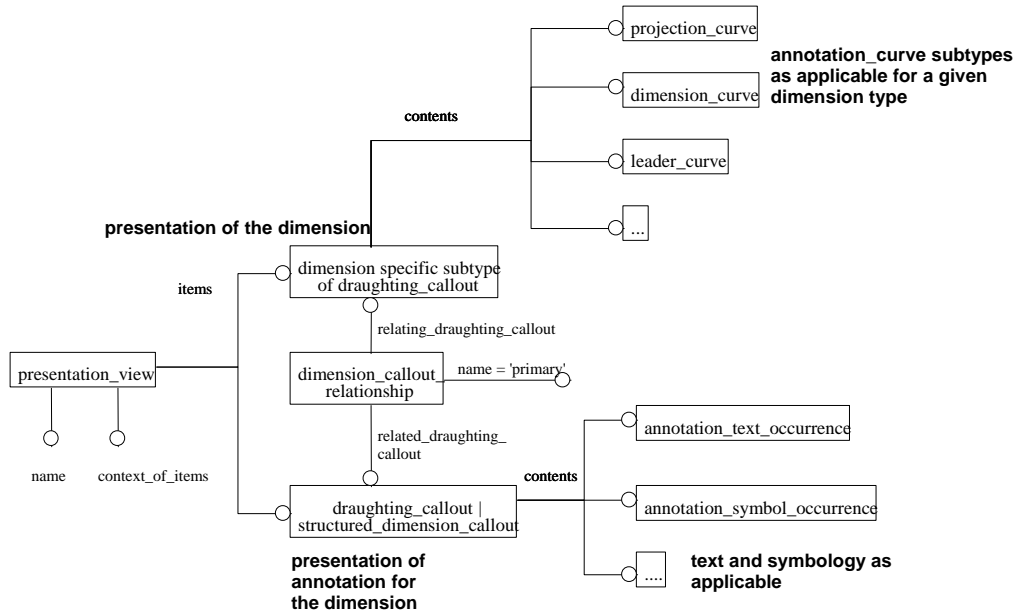 projection_curve
annotation_curve subtypes
as applicable for a given
dimension type
dimension_curve
contents
leader_curve
...
presentation of the dimension
dimension specific subtype
of draughting_callout
items
relating_draughting_callout
presentation_view
dimension_callout_
relationship
name = 'primary'
annotation_text_occurrence
related_draughting_
callout
name
context_of_items
contents
draughting_callout |
structured_dimension_callout
annotation_symbol_occurrence
presentation of
annotation for
the dimension
....
text and symbology as
applicable